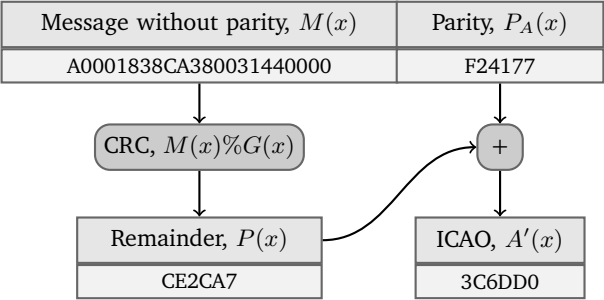 Message without parity, M(x)
Parity, P_A(x)
A0001838CA380031440000
F24177
CRC, M(x)%G(x)
+
Remainder, P(x)
ICAO, A′(x)
CE2CA7
3C6DD0